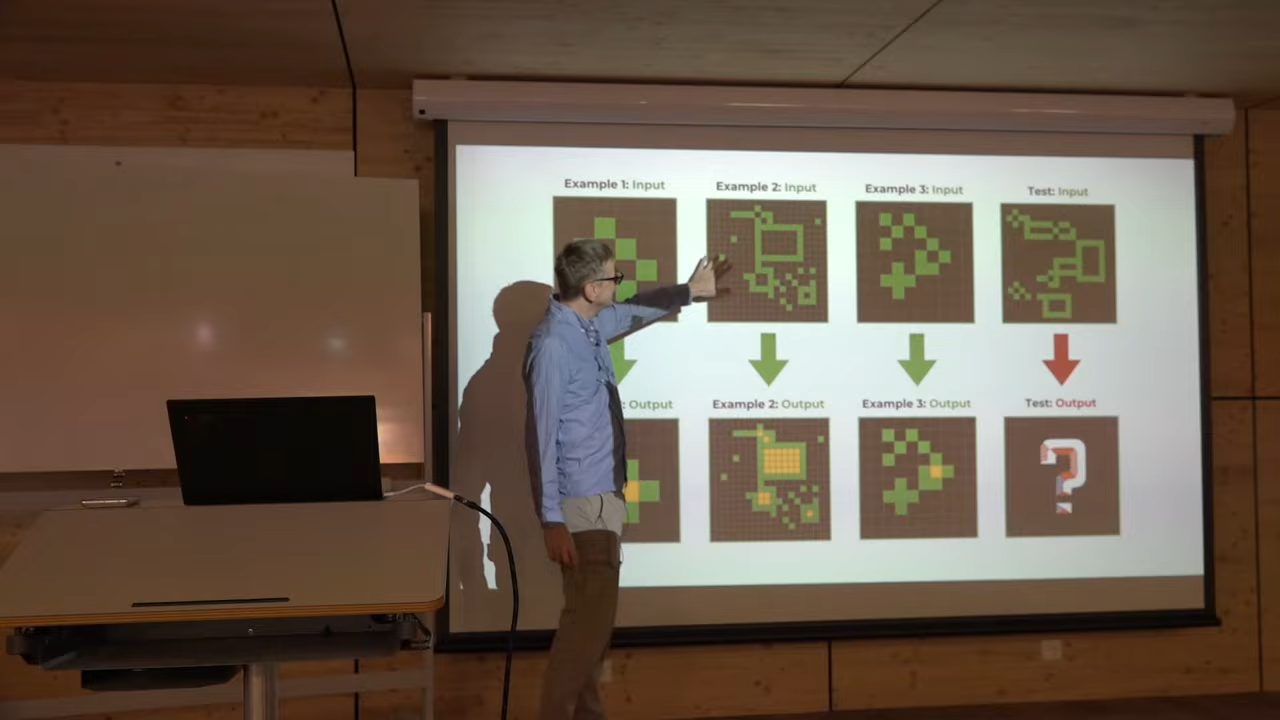 Example 1: Input
Example 2: Input
Example 3: Input
Test: Input
: Output
Example 2: Output
Example 3: Output
Test: Output
?